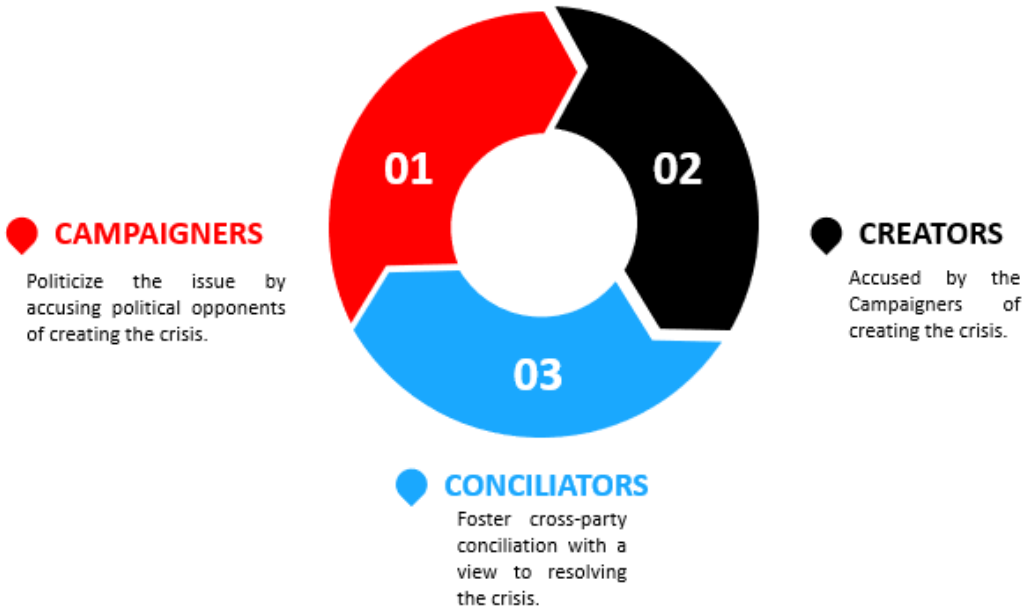 01
02
CAMPAIGNERS
Politicize the issue by
accusing political opponents
of creating the crisis.
CREATORS
Accused by the
Campaigners of
creating the crisis.
03
CONCILIATORS
Foster cross-party
conciliation with a
view to resolving
the crisis.